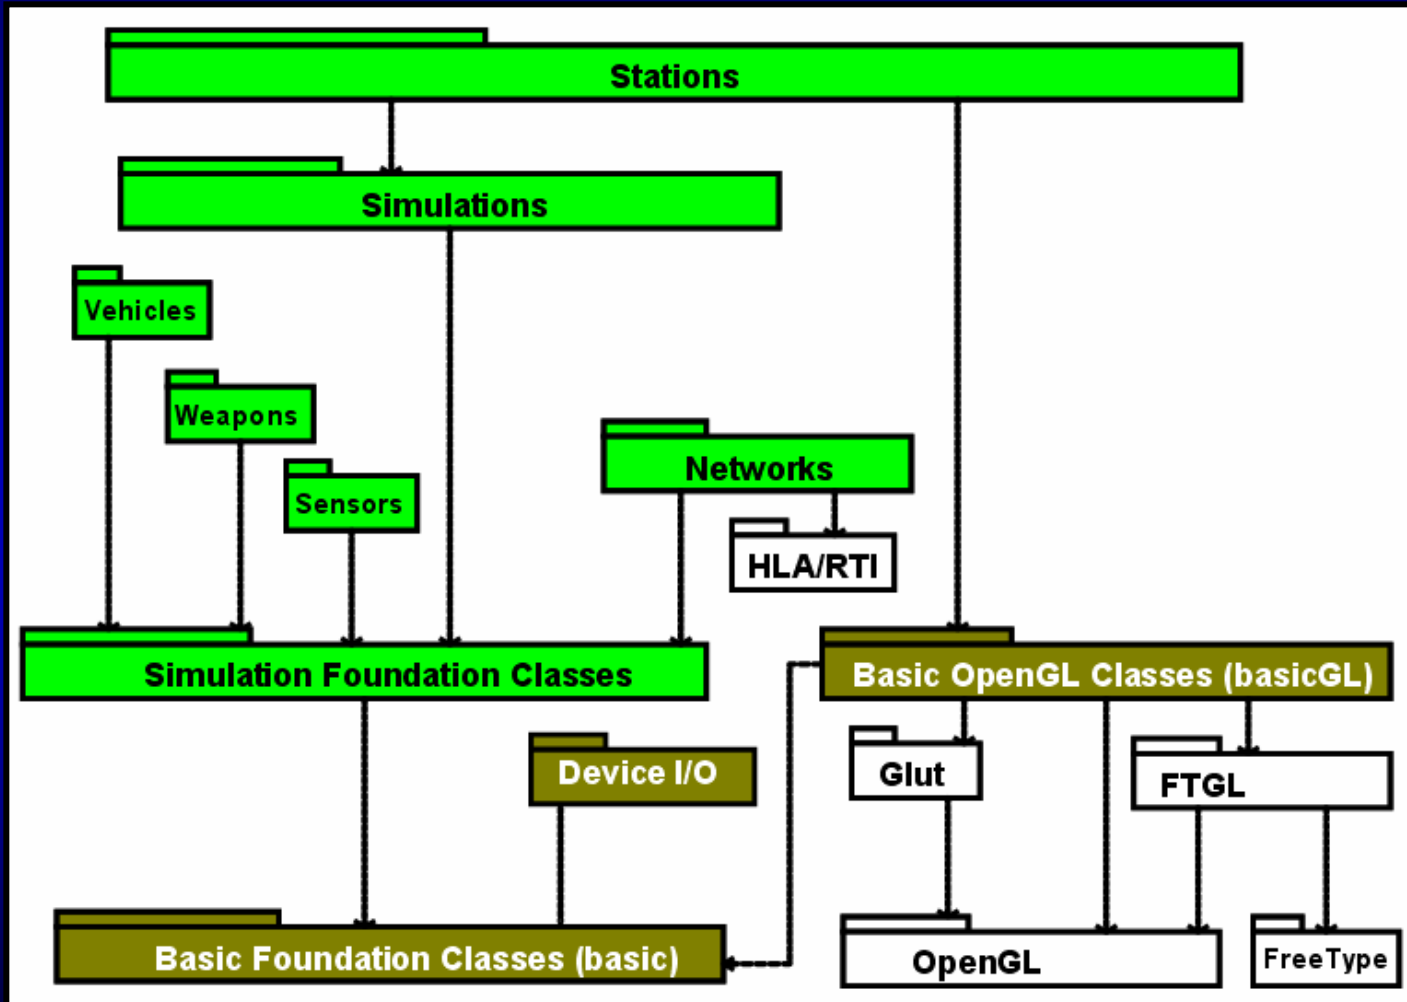 Stations
Simulations
Vehicles
Weapons
Networks
Sensors
HLA/RTI
Simulation Foundation Classes
Basic OpenGL Classes (basicGL)
Device I/O
Glut
FTGL
Basic Foundation Classes (basic)
OpenGL
FreeType